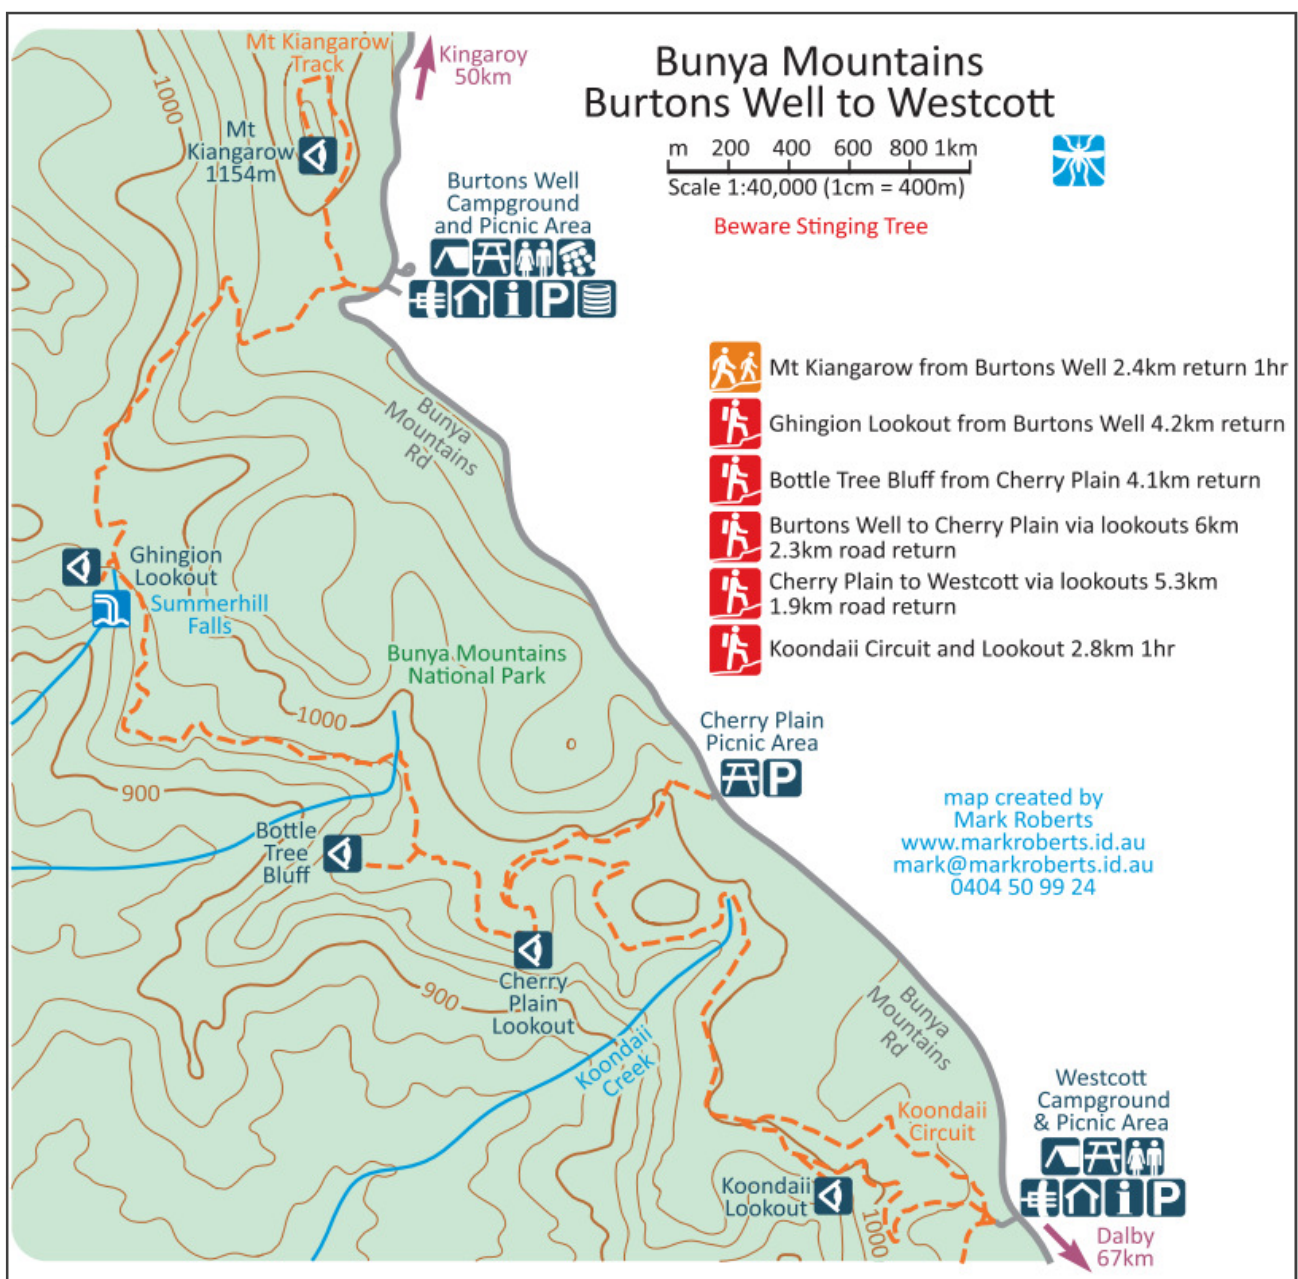 Bunya Mountains
Burtons Well to Westcott
m 200 400 600 800 1km
Scale 1:40,000 (1cm = 400m)
Beware Stinging Tree
Mt Kiangarow
Track
Kingaroy
50km
1000
Mt
Kiangarow
1154m
Burtons Well
Campground
and Picnic Area
i P
Mt Kiangarow from Burtons Well 2.4km return 1hr
Ghingion Lookout from Burtons Well 4.2km return
Bottle Tree Bluff from Cherry Plain 4.1km return
Burtons Well to Cherry Plain via lookouts 6km
2.3km road return
Cherry Plain to Westcott via lookouts 5.3km
1.9km road return
Koondaii Circuit and Lookout 2.8km 1hr
Bunya
Mountains
Rd
Ghingion
Lookout
Summerhill
Falls
Bunya Mountains
National Park
1000
Cherry Plain
Picnic Area
P
900
Bottle
Tree
Bluff
map created by
Mark Roberts
www.markroberts.id.au
mark@markroberts.id.au
0404 50 99 24
Cherry
Plain
Lookout
900
Koondaii
Creek
Bunya
Mountains
Rd
Westcott
Campground
& Picnic Area
i P
Koondaii
Circuit
Koondaii
Lookout
1000
Dalby
67km